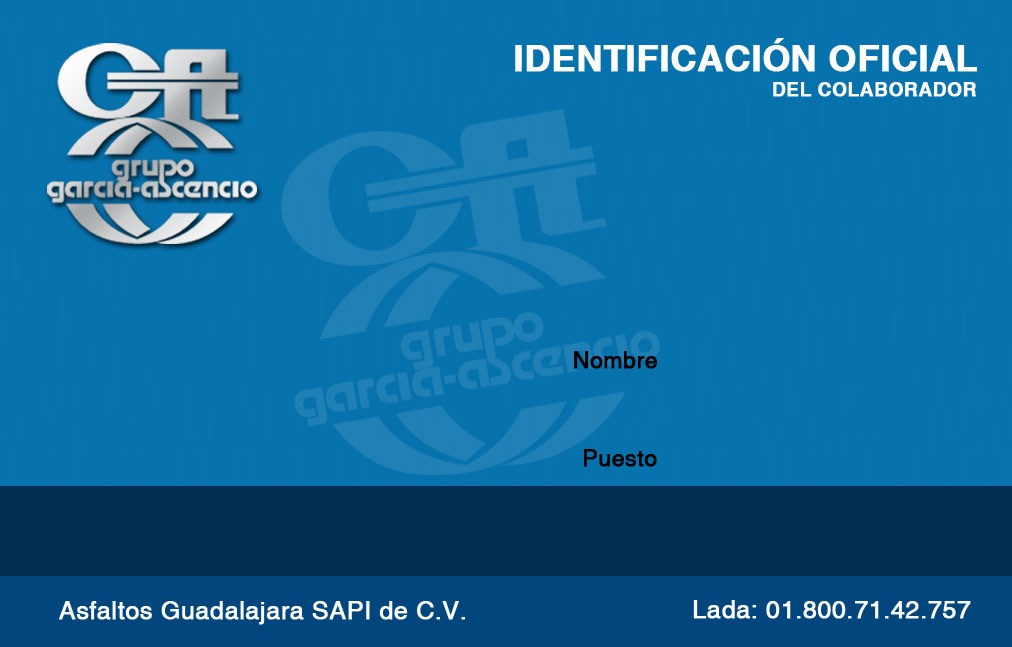 IDENTIFICACIÓN OFICIAL
DEL COLABORADOR
grupo
garcia-ascencio
grupo
garcia-ascencio
Nombre
Puesto
Asfaltos Guadalajara SAPI de C.V.
Lada: 01.800.71.42.757